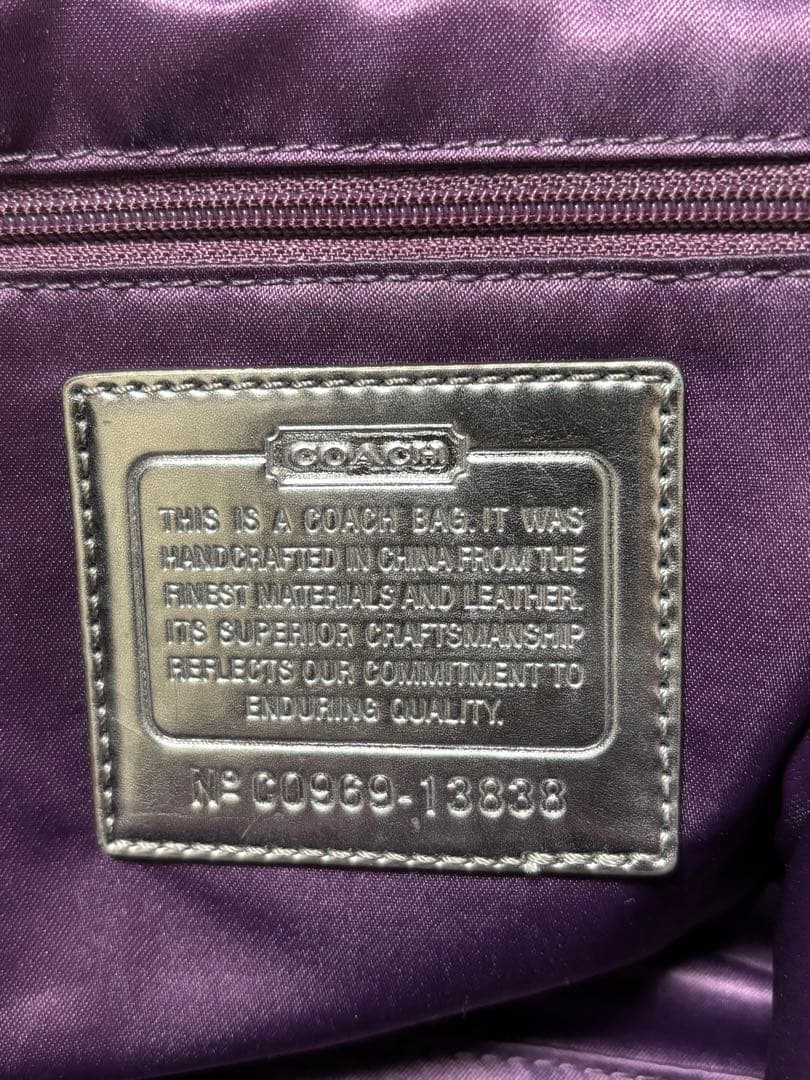 COACH
THIS IS A COACH BAG. IT WAS
HANDCRAFTED IN CHINA FROM THE
FINEST MATERIALS AND LEATHER.
ITS SUPERIOR CRAFTSMANSHIP
REFLECTS OUR COMMITMENT TO
ENDURING QUALITY.
Nº C0969-13838